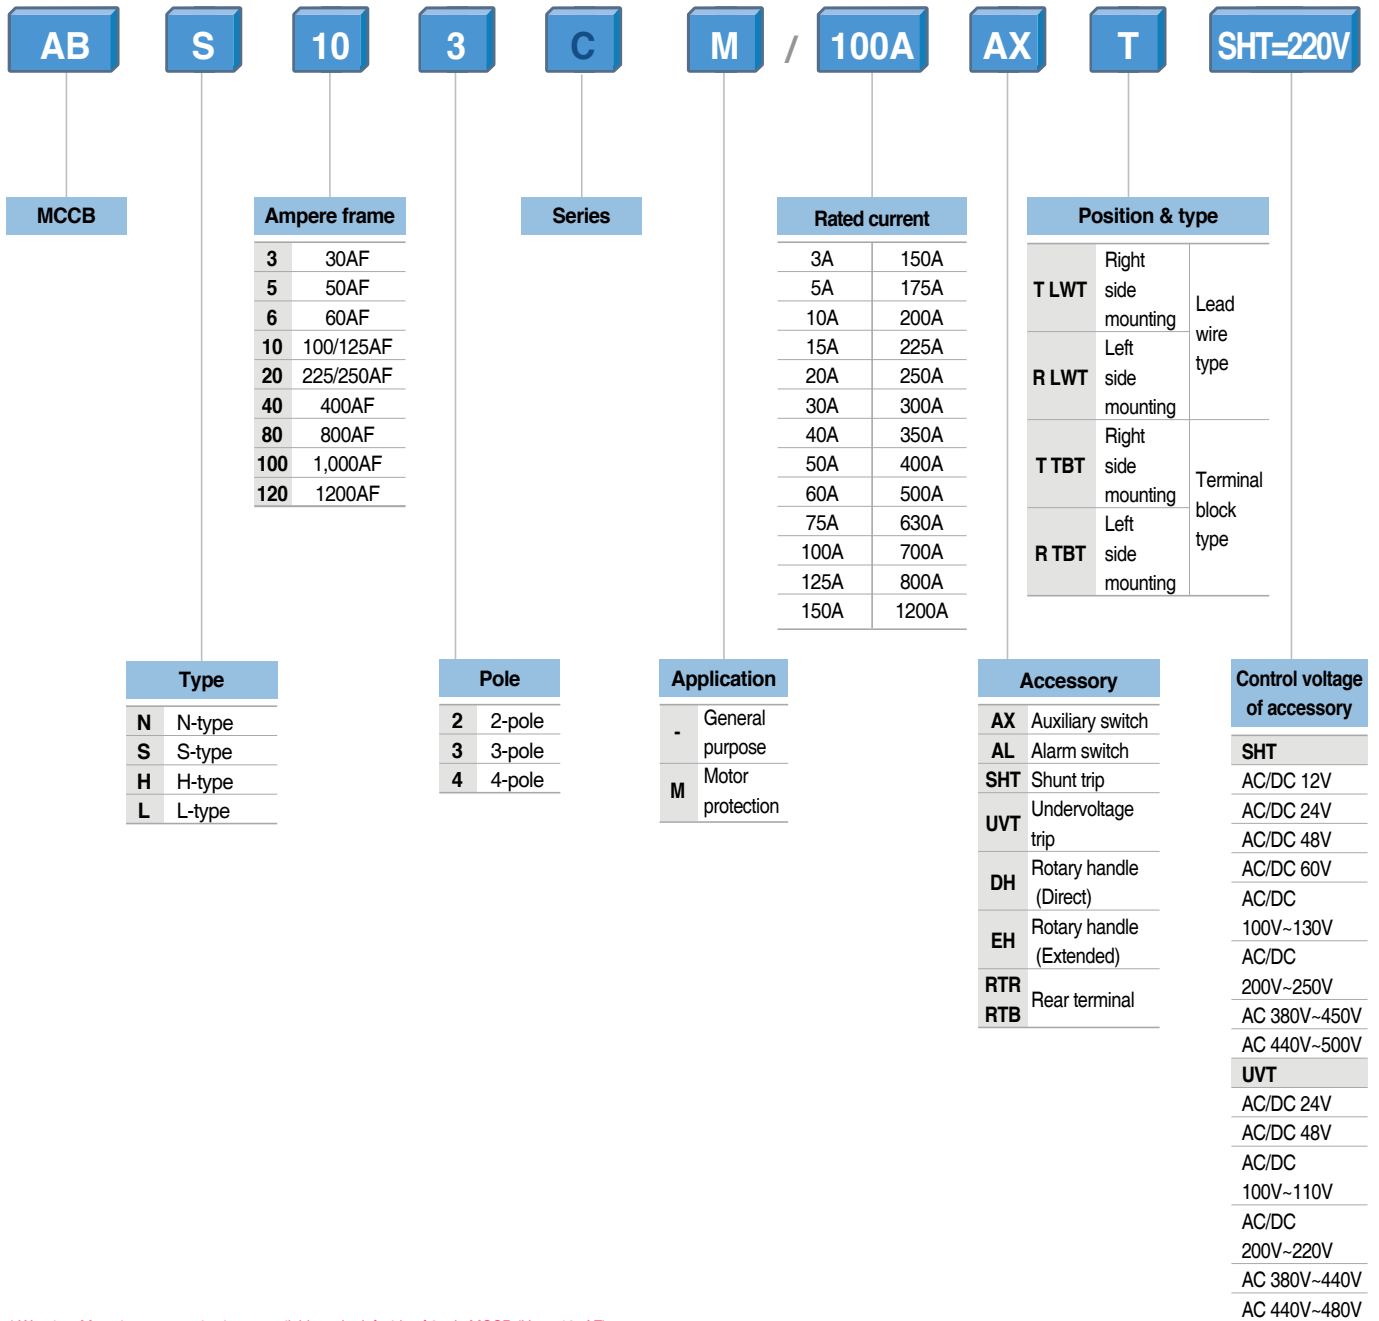 AB S 10 3 C M / 100A AX T SHT=220V
MCCB
Ampere frame
3 30AF
5 50AF
6 60AF
10 100/125AF
20 225/250AF
40 400AF
80 800AF
100 1,000AF
120 1200AF
Series
Rated current
3A 150A
5A 175A
10A 200A
15A 225A
20A 250A
30A 300A
40A 350A
50A 400A
60A 500A
75A 630A
100A 700A
125A 800A
150A 1200A
Position & type
T LWT
Right
side
mounting
R LWT
Left
side
mounting
Lead
wire
type
T TBT
Right
side
mounting
R TBT
Left
side
mounting
Terminal
block
type
Type
N N-type
S S-type
H H-type
L L-type
Pole
2 2-pole
3 3-pole
4 4-pole
Application
-
General
purpose
M
Motor
protection
Accessory
AX Auxiliary switch
AL Alarm switch
SHT Shunt trip
UVT
Undervoltage
trip
DH
Rotary handle
(Direct)
EH
Rotary handle
(Extended)
RTR
RTB
Rear terminal
Control voltage
of accessory
SHT
AC/DC 12V
AC/DC 24V
AC/DC 48V
AC/DC 60V
AC/DC
100V~130V
AC/DC
200V~250V
AC 380V~450V
AC 440V~500V
UVT
AC/DC 24V
AC/DC 48V
AC/DC
100V~110V
AC/DC
200V~220V
AC 380V~440V
AC 440V~480V